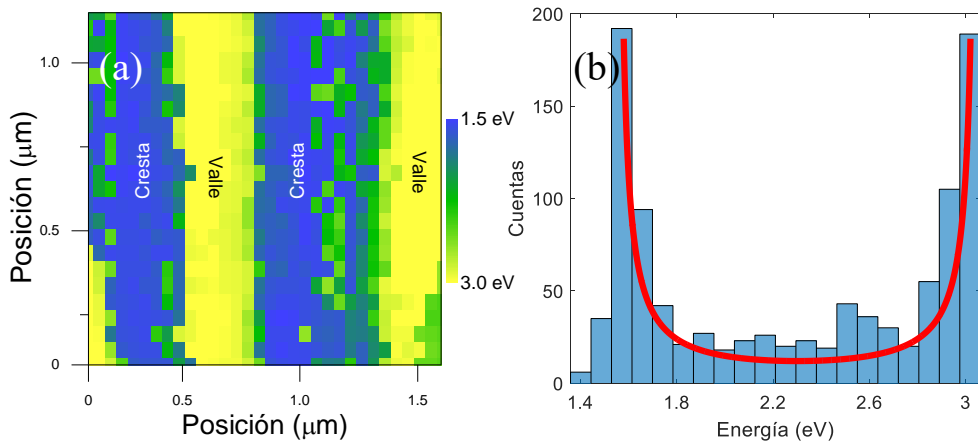 (a)
Posición (μm)
1.0
0.5
0
Cresta
Valle
Cresta
Valle
0
0.5
1.0
1.5
Posición (μm)
1.5 eV
3.0 eV
(b)
Cuentas
200
150
100
50
0
1.4
1.8
2.2
2.6
3
Energía (eV)